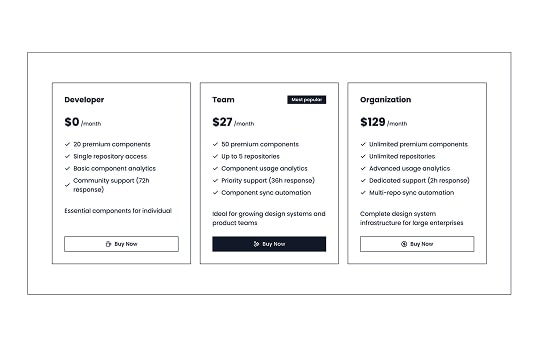 Developer
$0 /month
20 premium components
Single repository access
Basic component analytics
Community support (72h
response)
Essential components for individual
Buy Now
Team
Most popular
$27 /month
50 premium components
Up to 5 repositories
Component usage analytics
Priority support (36h response)
Component sync automation
Ideal for growing design systems and
product teams
Buy Now
Organization
$129 /month
Unlimited premium components
Unlimited repositories
Advanced usage analytics
Dedicated support (2h response)
Multi-repo sync automation
Complete design system
infrastructure for large enterprises
Buy Now